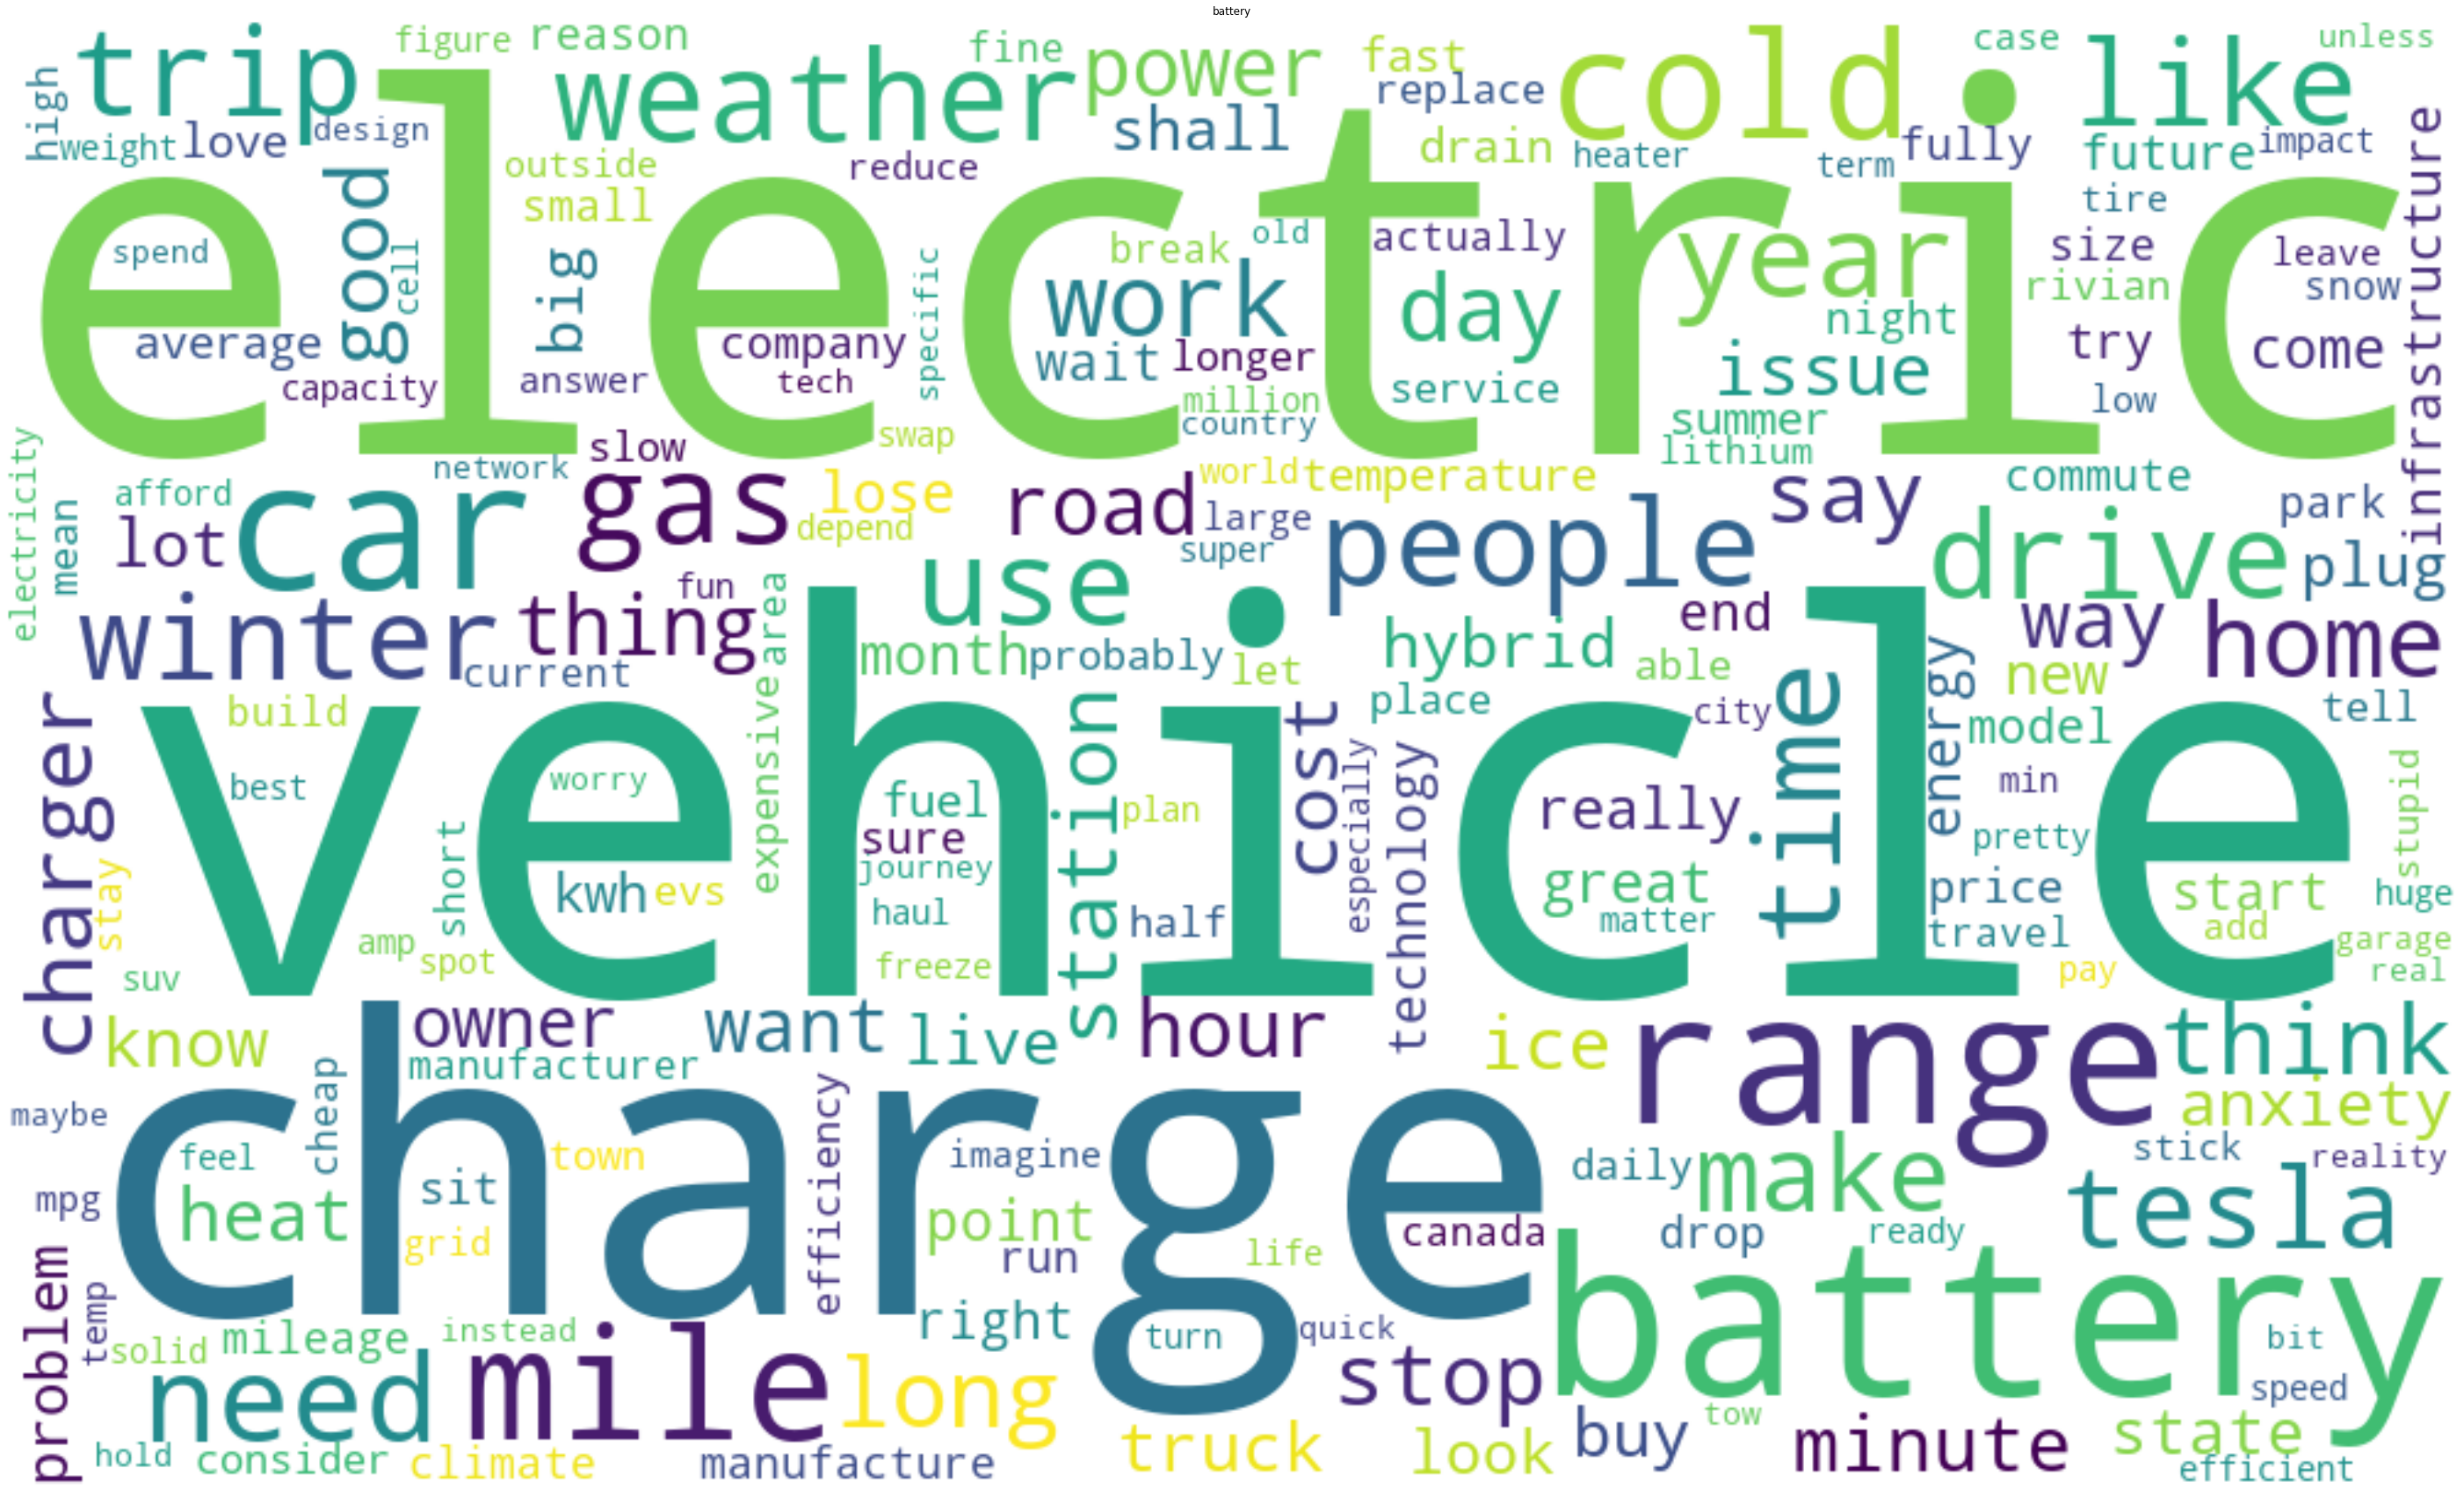 battery
trip figure reason fine power fast cold case like unless
high weather replace
weight love design shall drain heater term fully future impact
electric
good outside reduce small tire infrastructure
spend cell big specific break old actually year size leave
average company work day night rivian snow
capacity answer tech wait longer service issue try come
million country summer low
electricity network slow swap lithium
mean afford car gas lose road world temperature say commute park
lot depend large super people drive plug
winter thing fun area use end way home
current month probably let hybrid able energy new
charger build expensive station cost place city time model tell
vehicle
best worry fuel plan especially technology really min stupid
stay short sure journey pretty
kwh evs haul half great matter price start huge
suv amp spot freeze travel add garage
pay real
know owner want live hour ice range think
manufacturer
charge
maybe cheap efficiency anxiety
feel sit town imagine daily make stick reality
mpg heat grid point run canada drop ready tesla
life
battery
problem temp solid mileage instead right turn quick bit
need mile long stop speed
hold consider climate manufacture truck look buy tow minute state
efficient